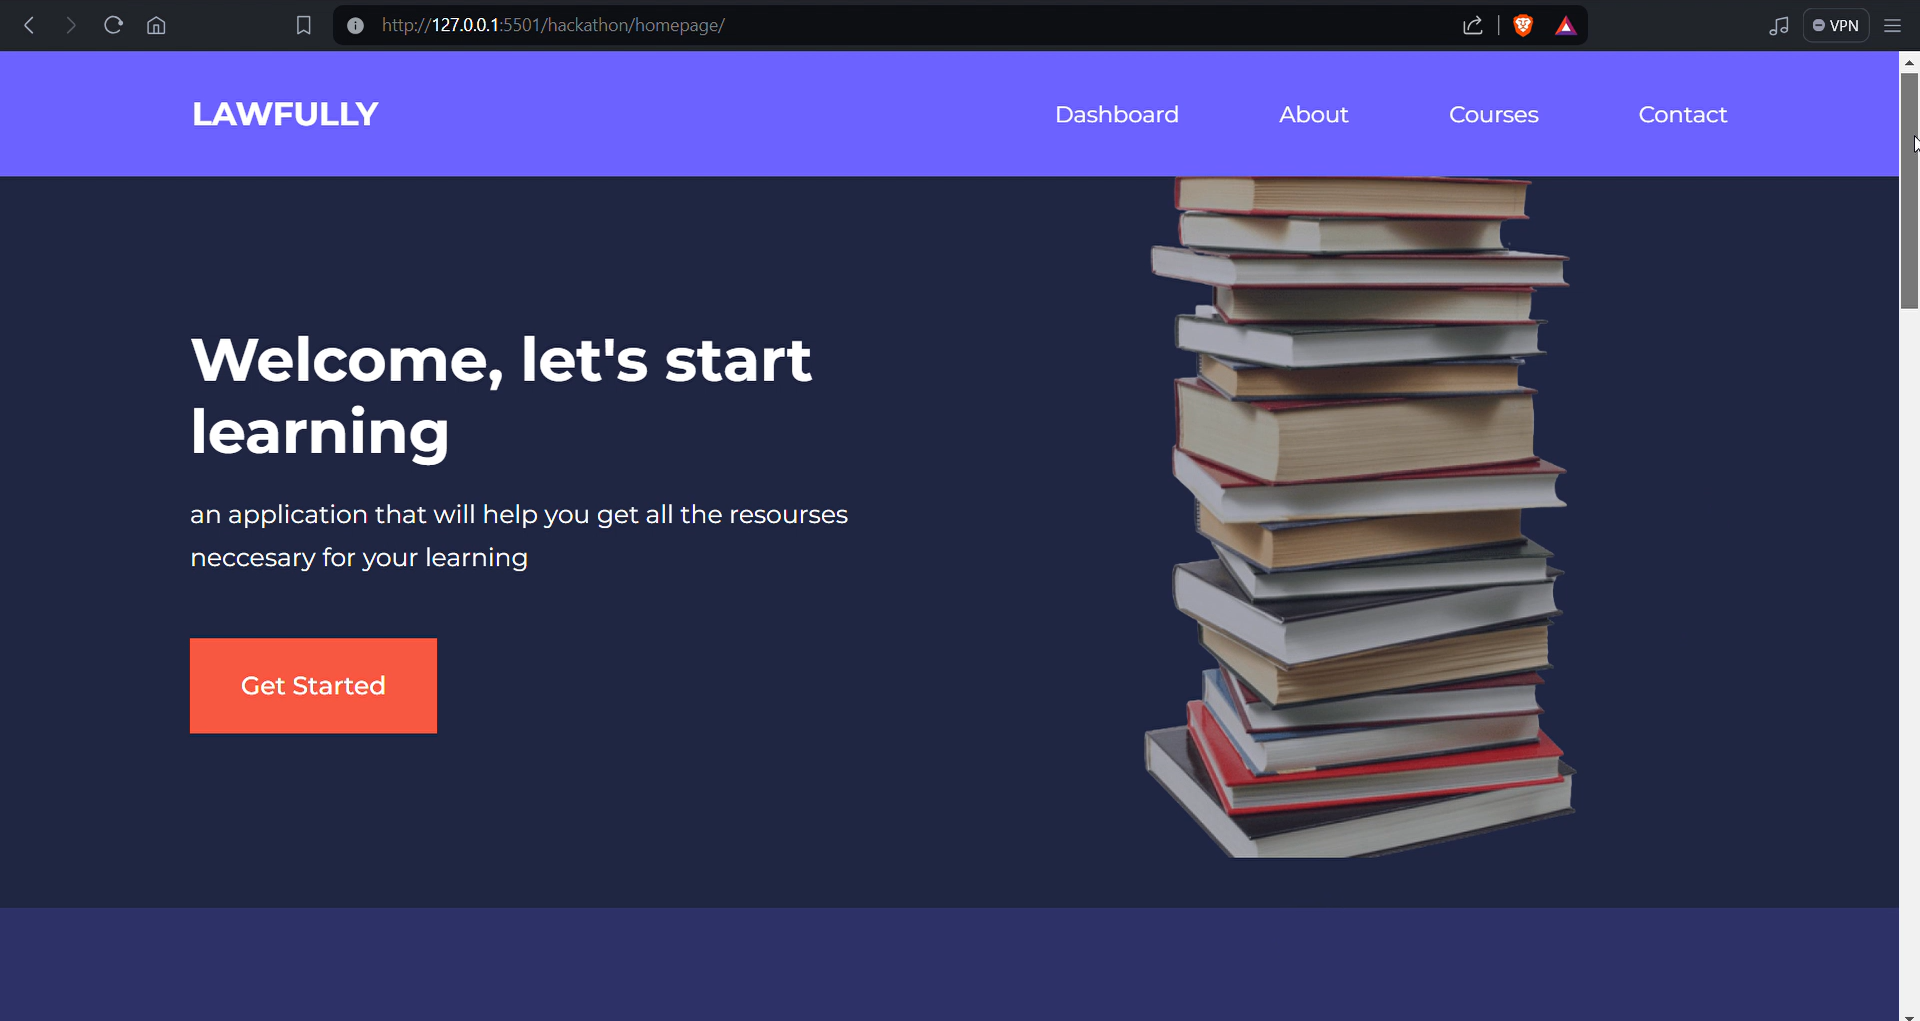 http://127.0.0.1:5501/hackathon/homepage/
VPN
LAWFULLY
Dashboard
About
Courses
Contact
Welcome, let's start
learning
an application that will help you get all the resourses
neccesary for your learning
Get Started